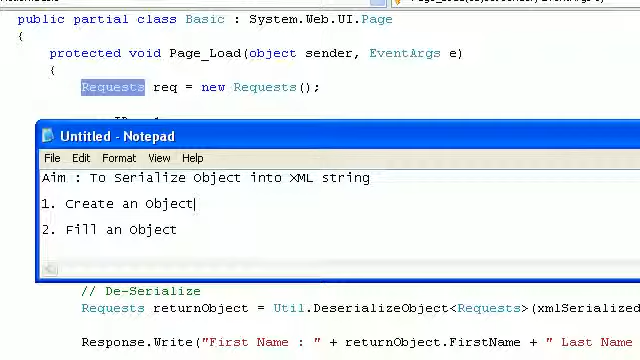 public partial class Basic : System.Web.UI.Page
{
protected void Page_Load(object sender, EventArgs e)
{
Requests req = new Requests();
Untitled - Notepad
File Edit Format View Help
Aim : To Serialize Object into XML string
1. Create an Object
2. Fill an Object
// De-Serialize
Requests returnObject = Util.DeserializeObject<Requests>(xmlSerialized
Response.Write("First Name : " + returnObject.FirstName + " Last Name